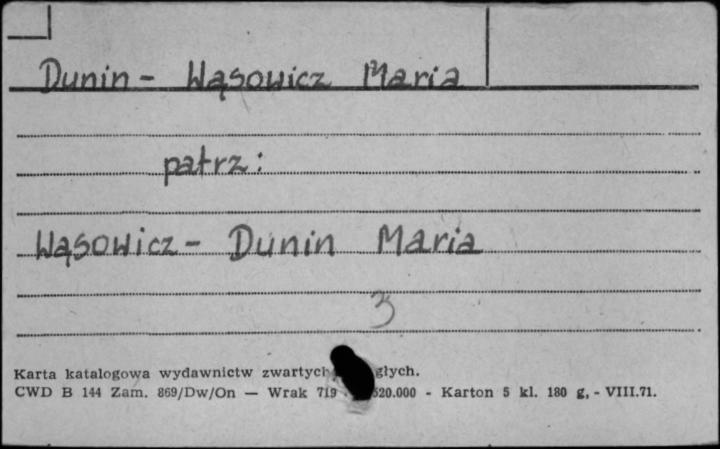 Dunin - Wąsowicz Maria
patrz:
Wąsowicz - Dunin Maria
3
Karta katalogowa wydawnictw zwartych głych.
CWD B 144 Zam. 869/Dw/On — Wrak 719 520.000 - Karton 5 kl. 180 g, - VIII.71.